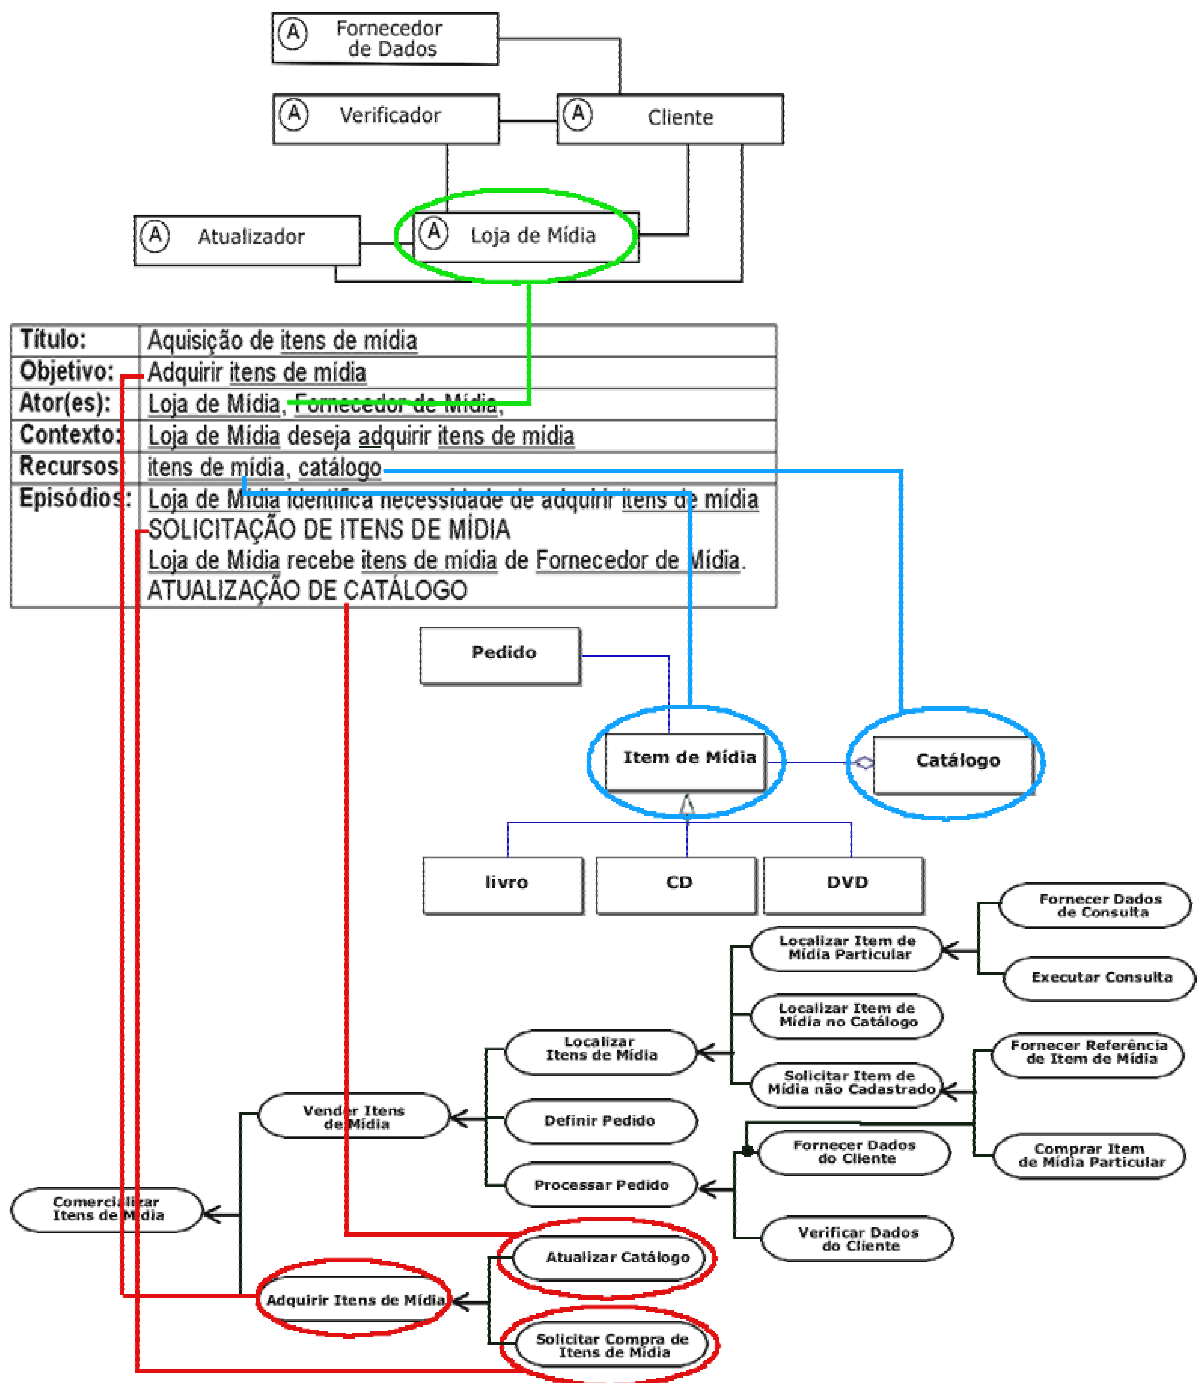 A Fornecedor
de Dados
A Verificador
A Cliente
A Atualizador
A Loja de Mídia
Título: Aquisição de itens de mídia
Objetivo: Adquirir itens de mídia
Ator(es): Loja de Mídia, Fornecedor de Mídia,
Contexto: Loja de Mídia deseja adquirir itens de mídia
Recursos: itens de mídia, catálogo
Episódios: Loja de Mídia identifica necessidade de adquirir itens de mídia
SOLICITAÇÃO DE ITENS DE MÍDIA
Loja de Mídia recebe itens de mídia de Fornecedor de Mídia.
ATUALIZAÇÃO DE CATÁLOGO
Pedido
Item de Mídia
Catálogo
livro
CD
DVD
Fornecer Dados
de Consulta
Localizar Item de
Mídia Particular
Executar Consulta
Localizar Item de
Mídia no Catálogo
Localizar
Itens de Mídia
Fornecer Referência
de Item de Mídia
Solicitar Item de
Mídia não Cadastrado
Vender Itens
de Mídia
Definir Pedido
Fornecer Dados
do Cliente
Comprar Item
de Mídia Particular
Processar Pedido
Comercializar
Itens de Mídia
Verificar Dados
do Cliente
Atualizar Catálogo
Adquirir Itens de Mídia
Solicitar Compra de
Itens de Mídia